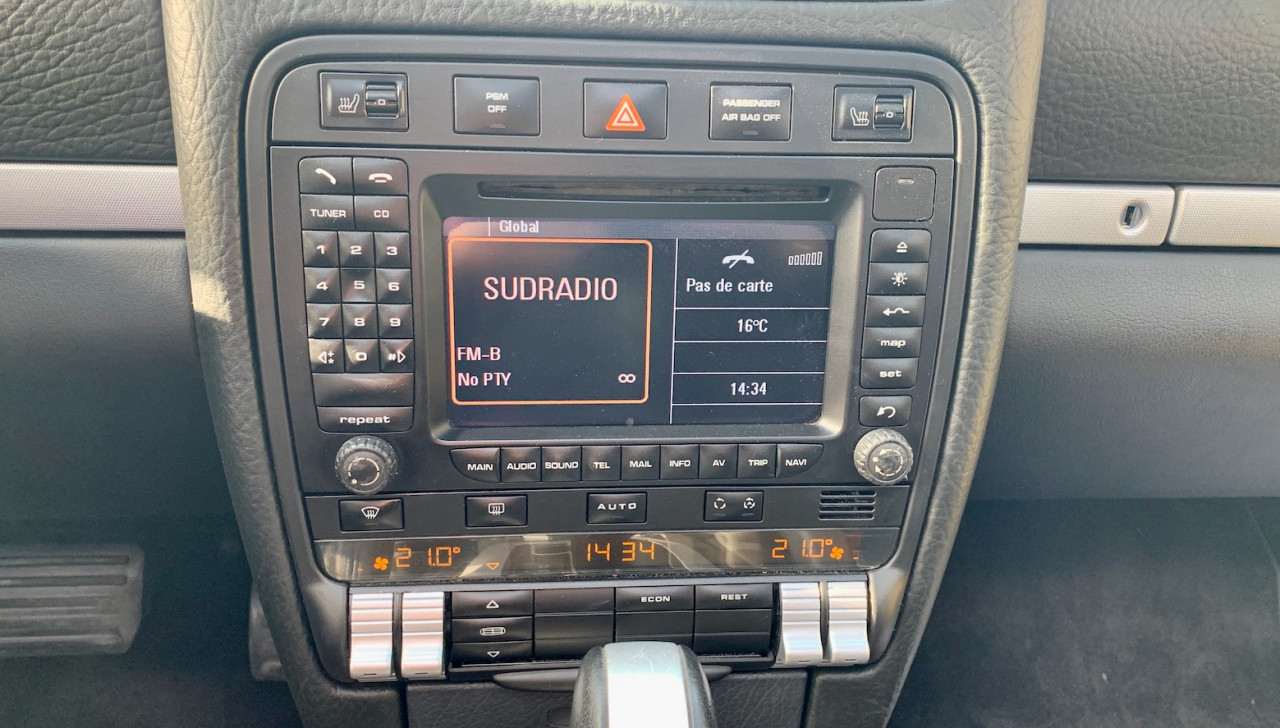 PSM
OFF
PASSENGER
AIR BAG OFF
TUNER CD
1 2 3
4 5 6
7 8 9
* 0 #
repeat
Global
SUDRADIO
FM-B
No PTY
Pas de carte
16°C
14:34
map
set
MAIN AUDIO SOUND TEL MAIL INFO AV TRIP NAVI
AUTO
21.0° 14 34 21.0°
ECON REST